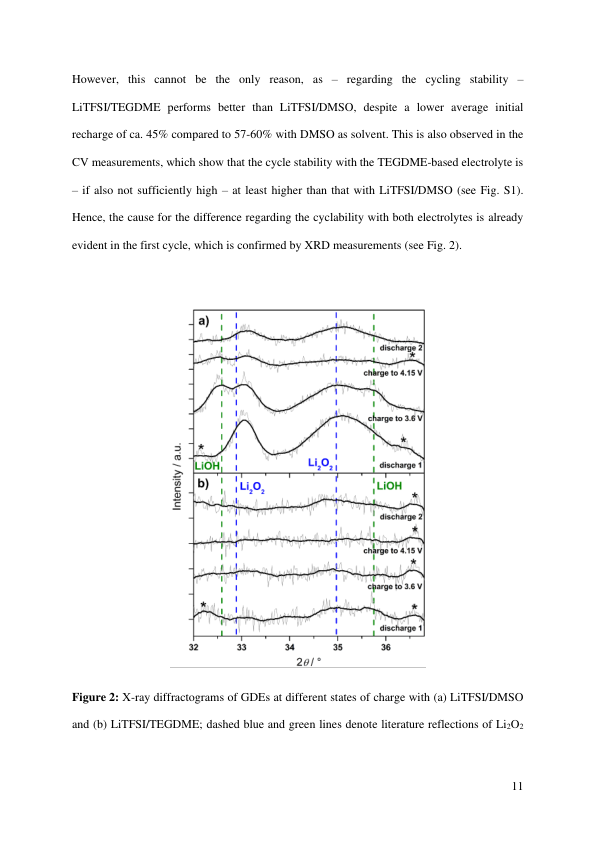 However, this cannot be the only reason, as – regarding the cycling stability –
LiTFSI/TEGDME performs better than LiTFSI/DMSO, despite a lower average initial
recharge of ca. 45% compared to 57-60% with DMSO as solvent. This is also observed in the
CV measurements, which show that the cycle stability with the TEGDME-based electrolyte is
– if also not sufficiently high – at least higher than that with LiTFSI/DMSO (see Fig. S1).
Hence, the cause for the difference regarding the cyclability with both electrolytes is already
evident in the first cycle, which is confirmed by XRD measurements (see Fig. 2).
a)
discharge 2
*
charge to 4.15 V
charge to 3.6 V
*
*
LiOH
Li₂O₂
discharge 1
Intensity / a.u.
b)
Li₂O₂
LiOH
*
discharge 2
*
charge to 4.15 V
*
charge to 3.6 V
*
*
discharge 1
32 33 34 35 36
2θ / °
Figure 2: X-ray diffractograms of GDEs at different states of charge with (a) LiTFSI/DMSO
and (b) LiTFSI/TEGDME; dashed blue and green lines denote literature reflections of Li₂O₂
11